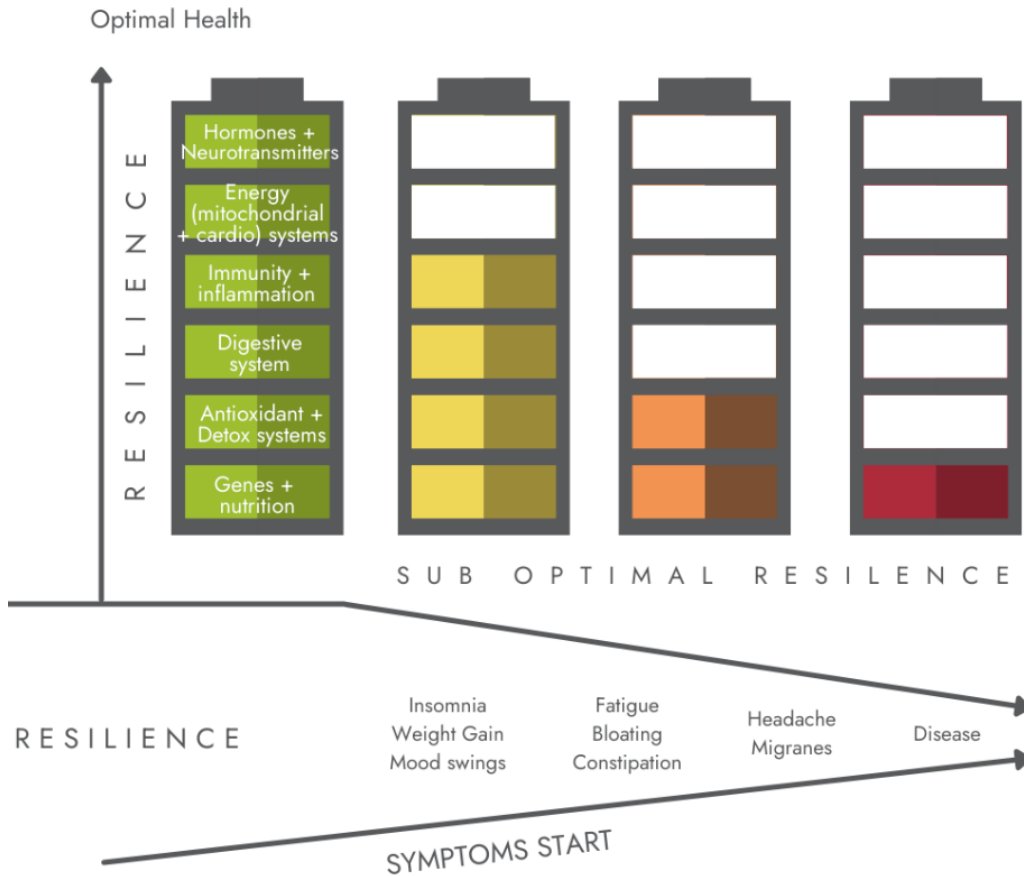 Optimal Health
RESILIENCE
Hormones +
Neurotransmitters
Energy
(mitochondrial
+ cardio) systems
Immunity +
inflammation
Digestive
system
Antioxidant +
Detox systems
Genes +
nutrition
SUB OPTIMAL RESILENCE
RESILIENCE
Insomnia
Weight Gain
Mood swings
Fatigue
Bloating
Constipation
Headache
Migranes
Disease
SYMPTOMS START